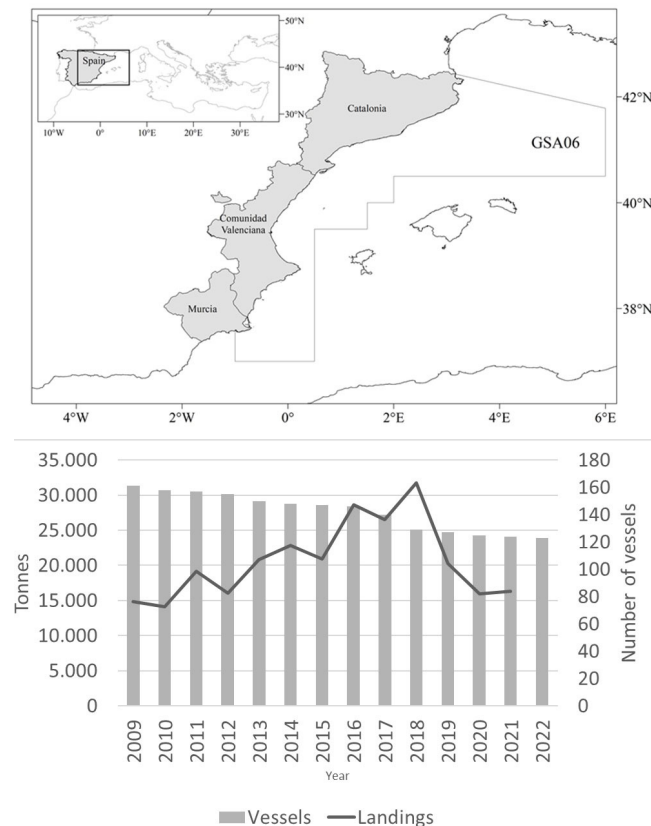 50°N
40°N
30°N
Spain
10°W 0° 10°E 20°E 30°E
Catalonia
GSA06
Comunidad
Valenciana
Murcia
42°N
40°N
38°N
4°W 2°W 0° 2°E 4°E 6°E
35.000 180
30.000 160
25.000 140
20.000 120
15.000 100
10.000 80
5.000 60
0 40
20
0
Tonnes
Number of vessels
2009 2010 2011 2012 2013 2014 2015 2016 2017 2018 2019 2020 2021 2022
Year
Vessels Landings